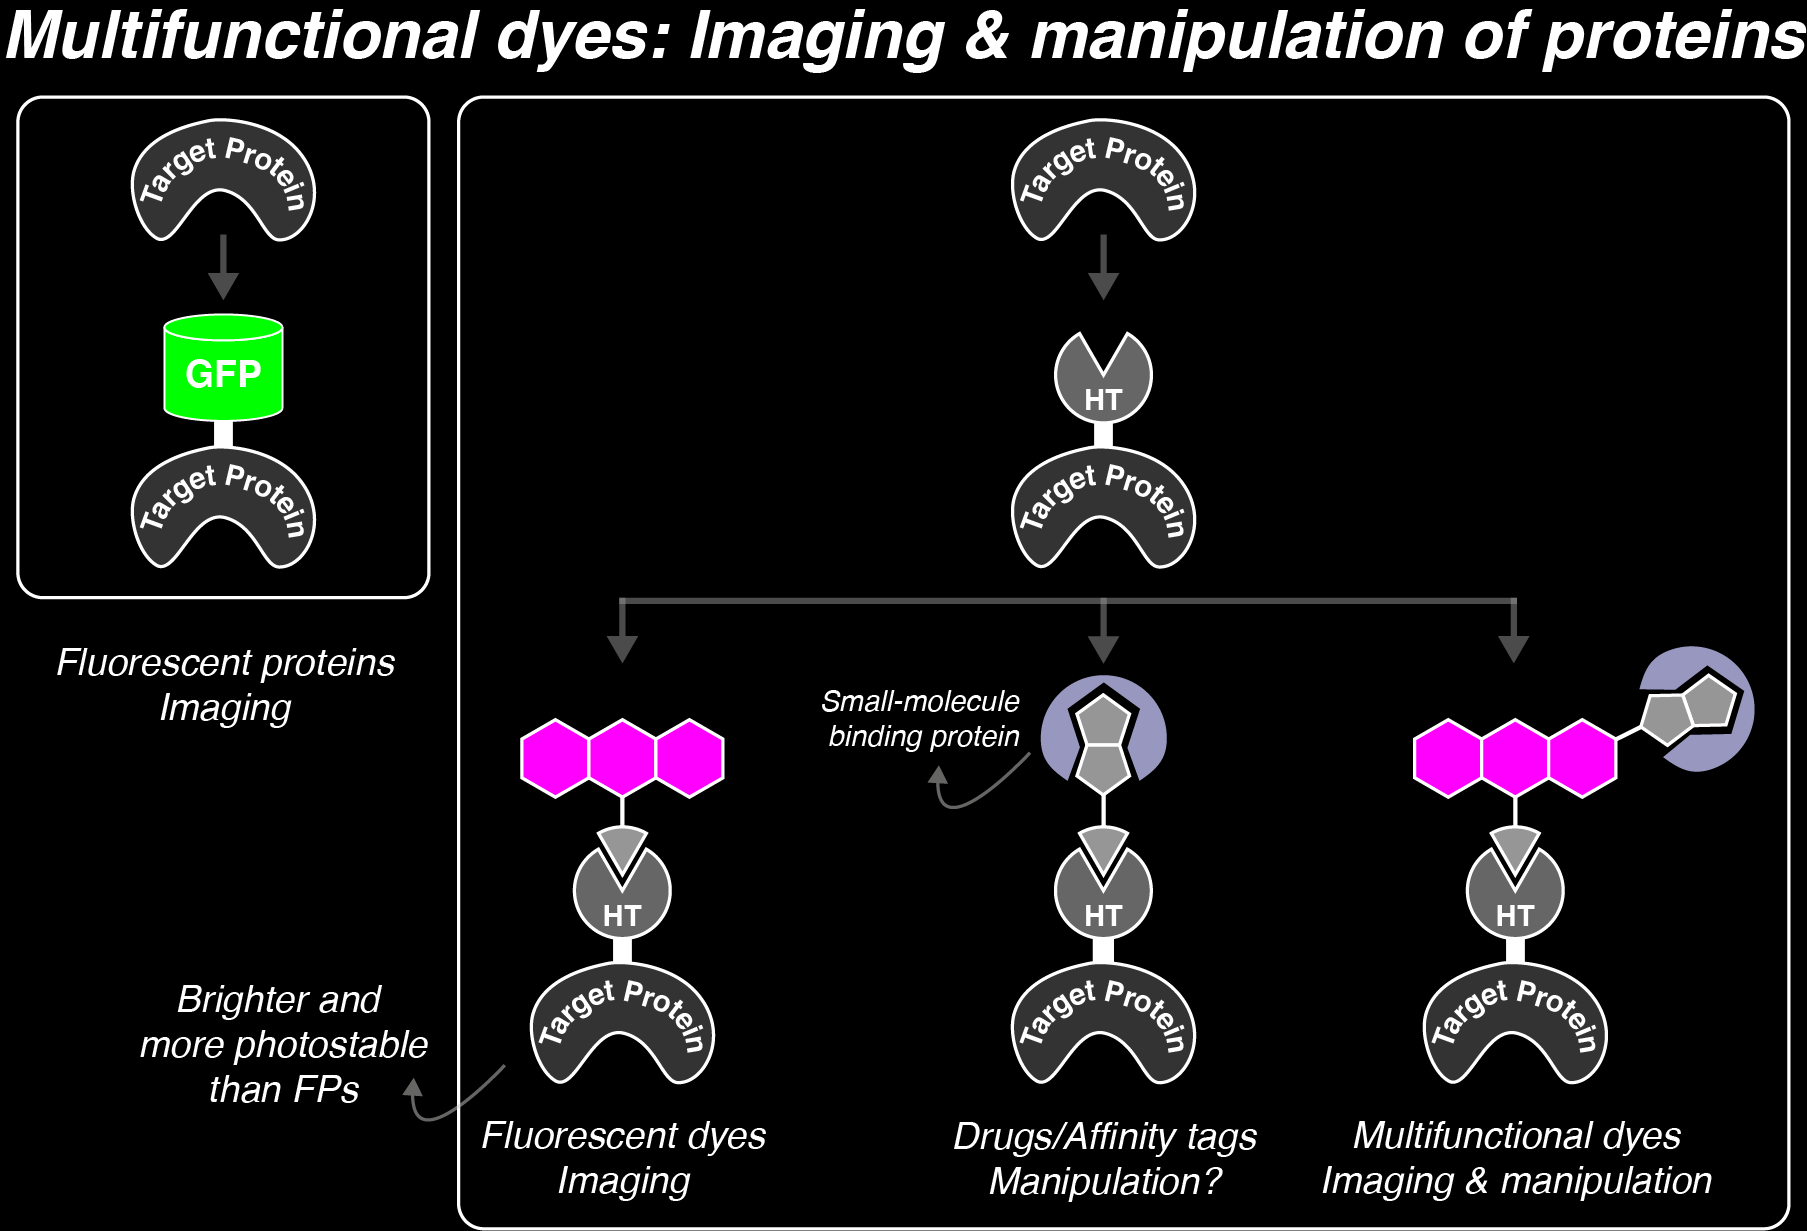 Multifunctional dyes: Imaging & manipulation of proteins
Target Protein
GFP
Target Protein
Fluorescent proteins
Imaging
Target Protein
HT
Target Protein
Small-molecule
binding protein
HT
Target Protein
Brighter and
more photostable
than FPs
Fluorescent dyes
Imaging
HT
Target Protein
Drugs/Affinity tags
Manipulation?
HT
Target Protein
Multifunctional dyes
Imaging & manipulation